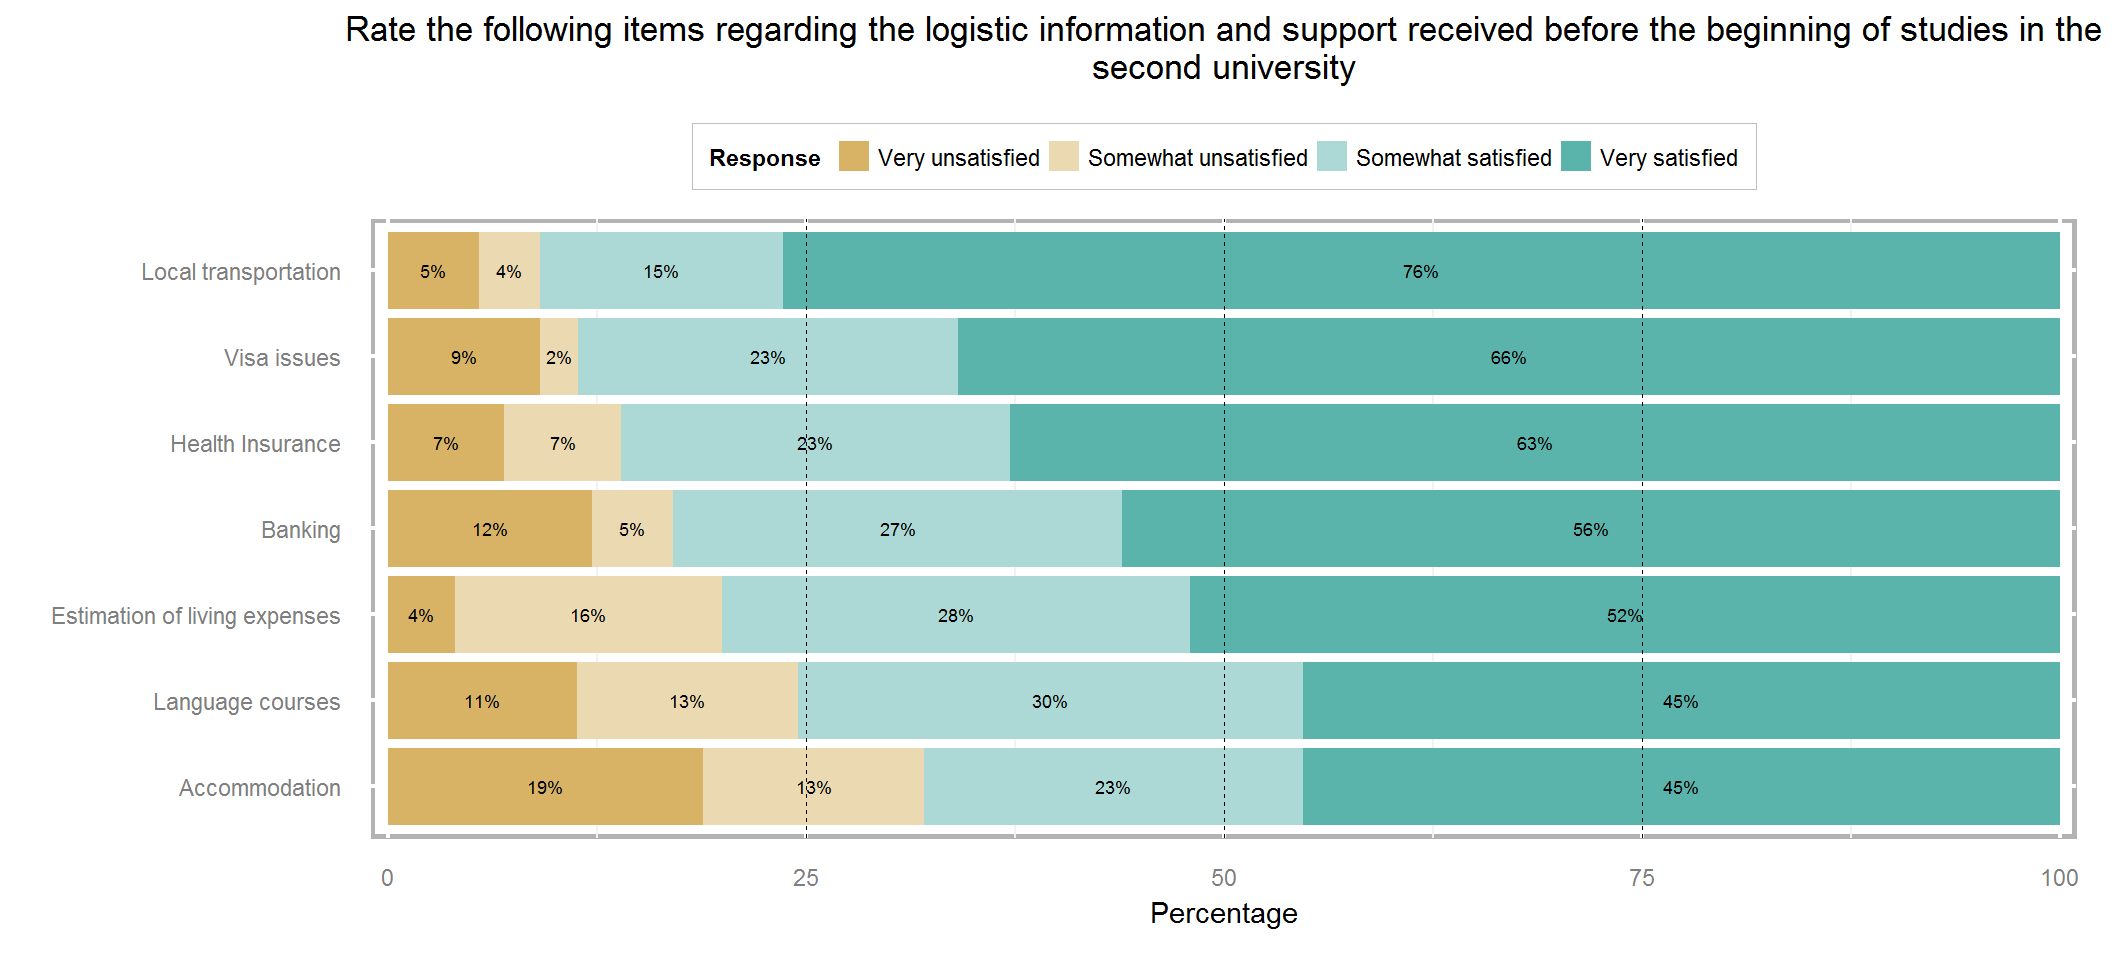 Rate the following items regarding the logistic information and support received before the beginning of studies in the
second university
Response Very unsatisfied Somewhat unsatisfied Somewhat satisfied Very satisfied
Local transportation 5% 4% 15% 76%
Visa issues 9% 2% 23% 66%
Health Insurance 7% 7% 23% 63%
Banking 12% 5% 27% 56%
Estimation of living expenses 4% 16% 28% 52%
Language courses 11% 13% 30% 45%
Accommodation 19% 13% 23% 45%
0 25 50 75 100
Percentage